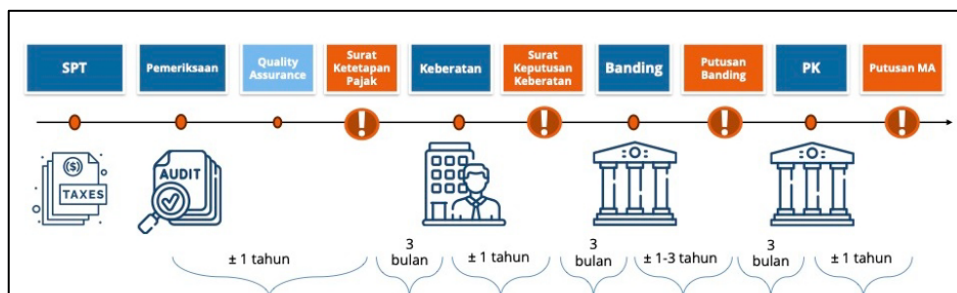 SPT
Pemeriksaan
Quality
Assurance
Surat
Ketetapan
Pajak
Keberatan
Surat
Keputusan
Keberatan
Banding
Putusan
Banding
PK
Putusan MA
!
!
!
!
($)
TAXES
AUDIT
± 1 tahun
3
bulan
± 1 tahun
3
bulan
± 1-3 tahun
3
bulan
± 1 tahun